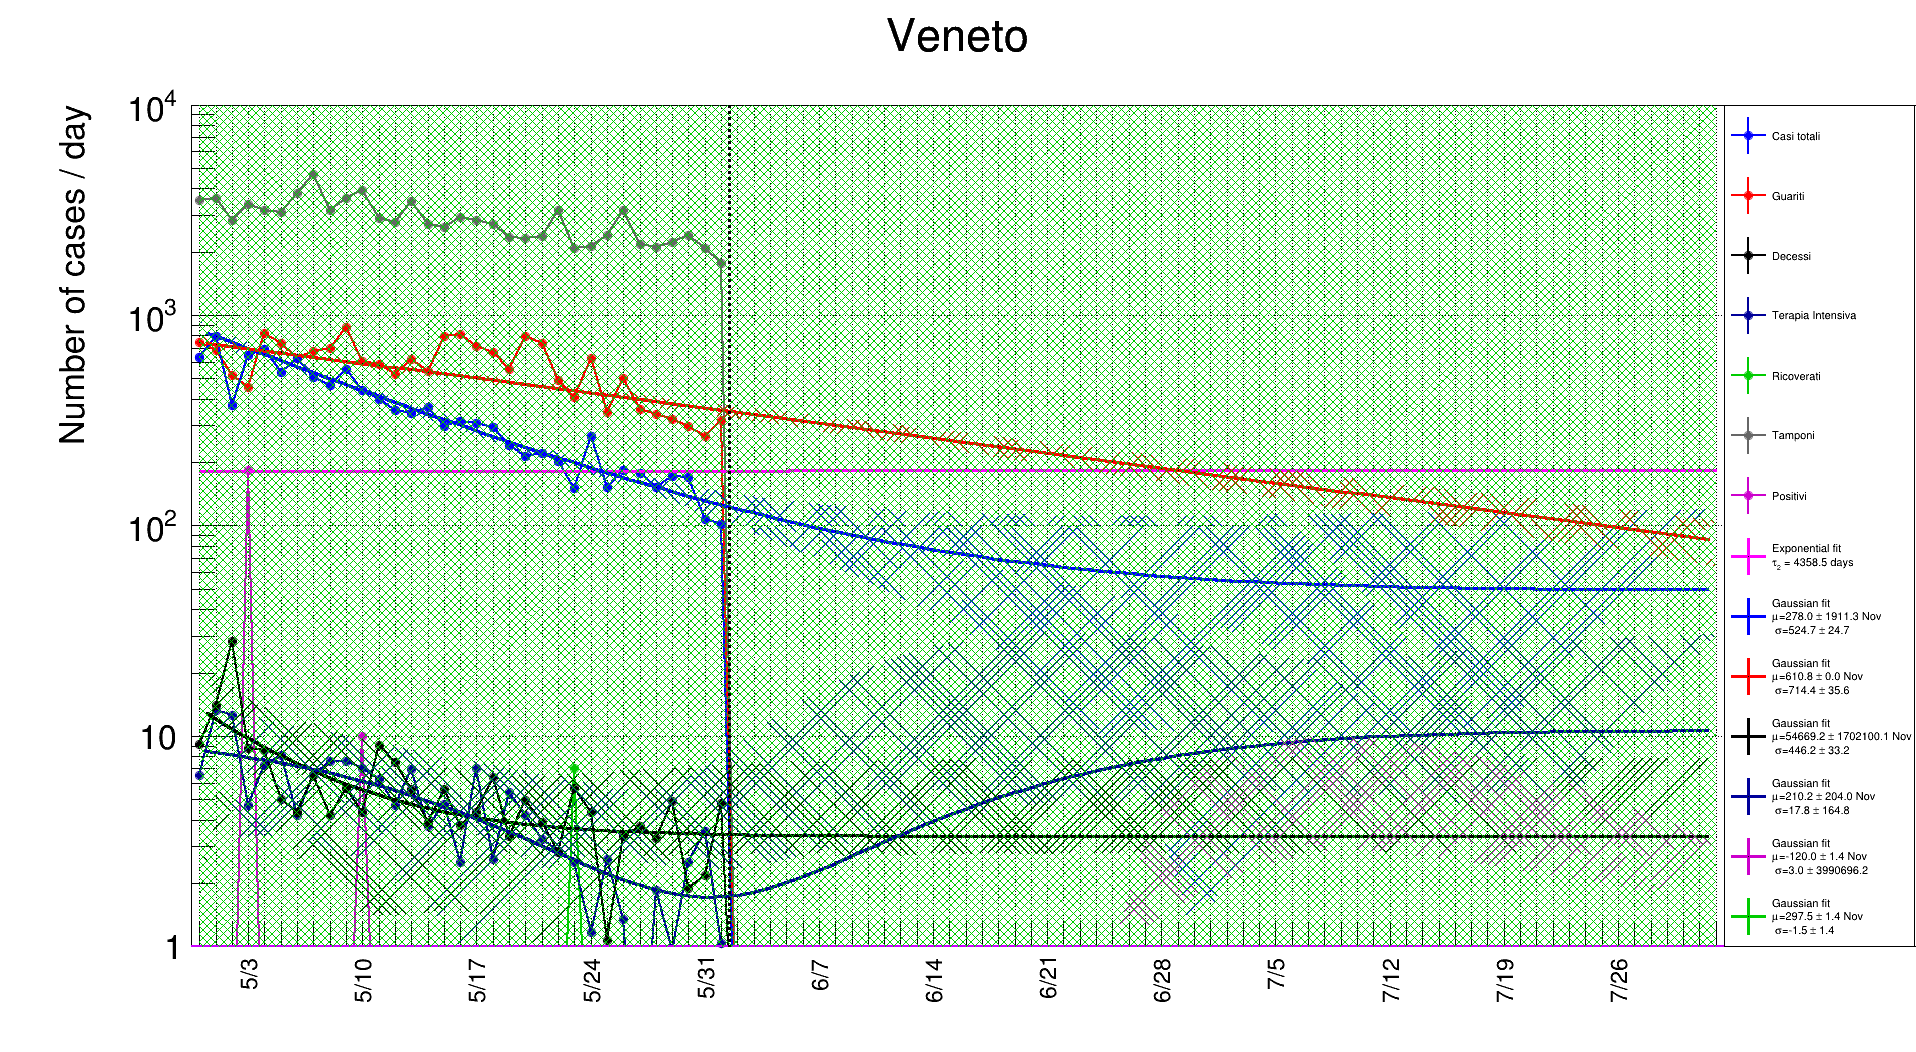 Veneto
Number of cases / day
10⁴
10³
10²
10
1
5/3
5/10
5/17
5/24
5/31
6/7
6/14
6/21
6/28
7/5
7/12
7/19
7/26
Casi totali
Guariti
Decessi
Terapia Intensiva
Ricoverati
Tamponi
Positivi
Exponential fit
τ₂ = 4358.5 days
Gaussian fit
μ=278.0 ± 1911.3 Nov
σ=524.7 ± 24.7
Gaussian fit
μ=610.8 ± 0.0 Nov
σ=714.4 ± 35.6
Gaussian fit
μ=54669.2 ± 1702100.1 Nov
σ=446.2 ± 33.2
Gaussian fit
μ=210.2 ± 204.0 Nov
σ=17.8 ± 164.8
Gaussian fit
μ=-120.0 ± 1.4 Nov
σ=3.0 ± 3990696.2
Gaussian fit
μ=297.5 ± 1.4 Nov
σ=-1.5 ± 1.4